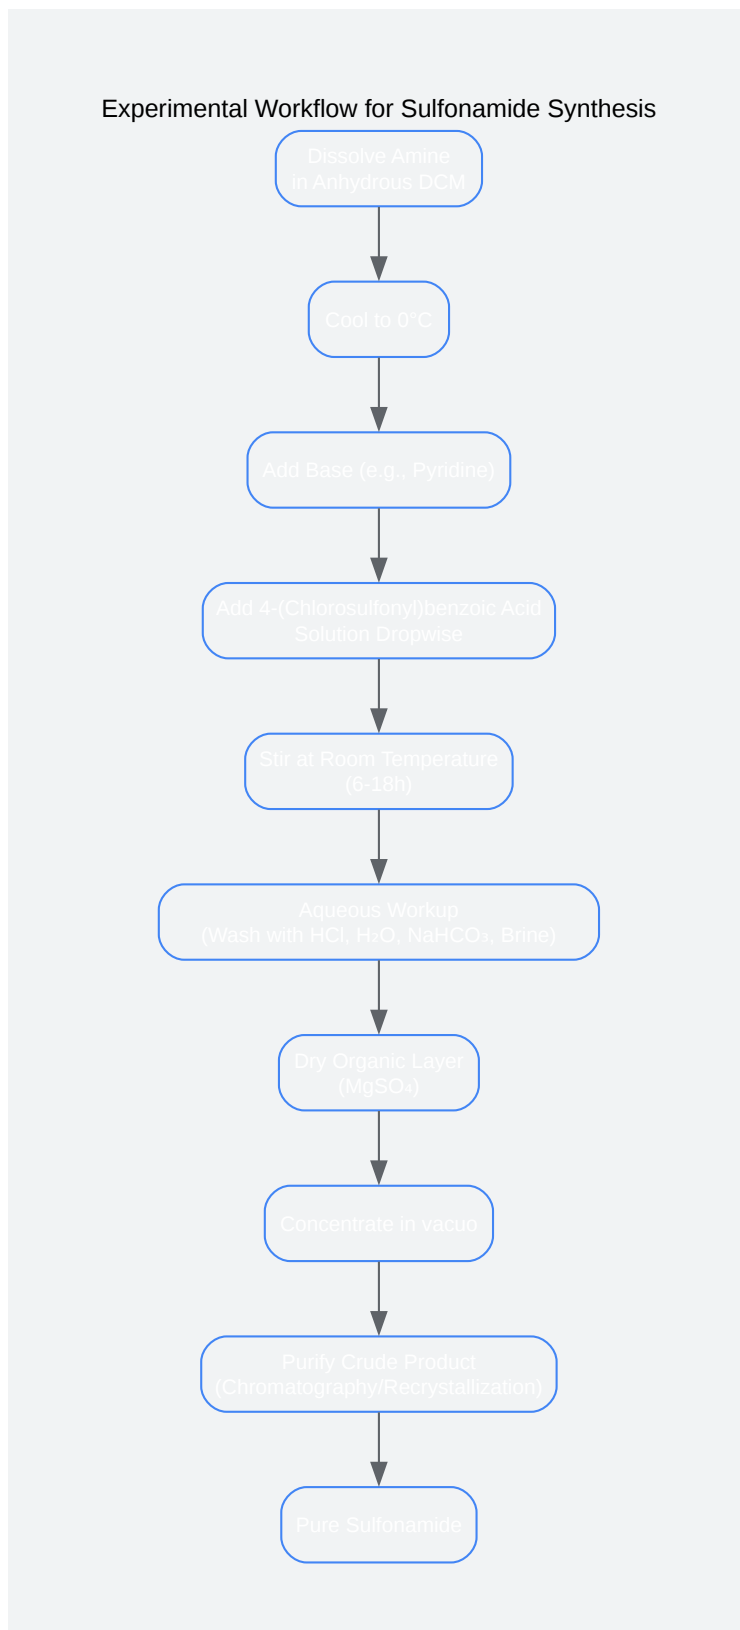 Experimental Workflow for Sulfonamide Synthesis
Dissolve Amine
in Anhydrous DCM
Cool to 0°C
Add Base (e.g., Pyridine)
Add 4-(Chlorosulfonyl)benzoic Acid
Solution Dropwise
Stir at Room Temperature
(6-18h)
Aqueous Workup
(Wash with HCl, H₂O, NaHCO₃, Brine)
Dry Organic Layer
(MgSO₄)
Concentrate in vacuo
Purify Crude Product
(Chromatography/Recrystallization)
Pure Sulfonamide